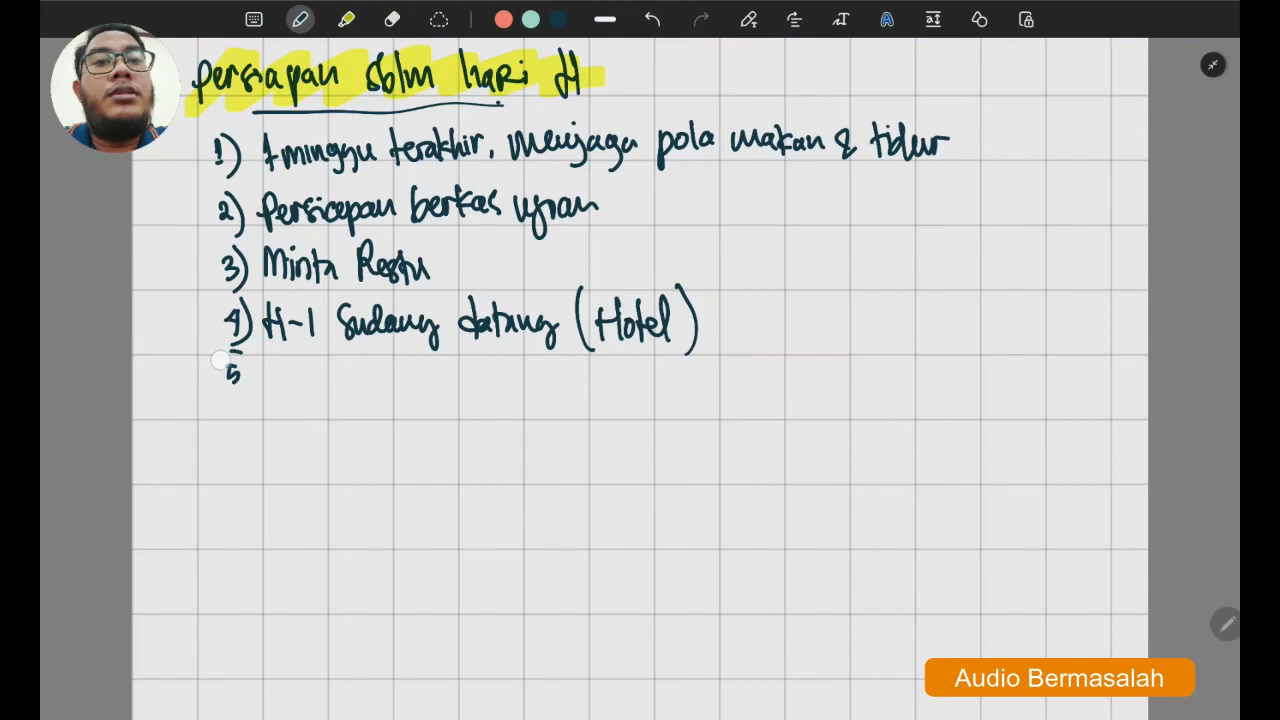 Persiapan sblm hari H
1) 1 minggu terakhir, menjaga pola makan & tidur
2) Persiapan berkas ujian
3) Minta Restu
4) H-1 Sudang datang (Hotel)
5
Audio Bermasalah